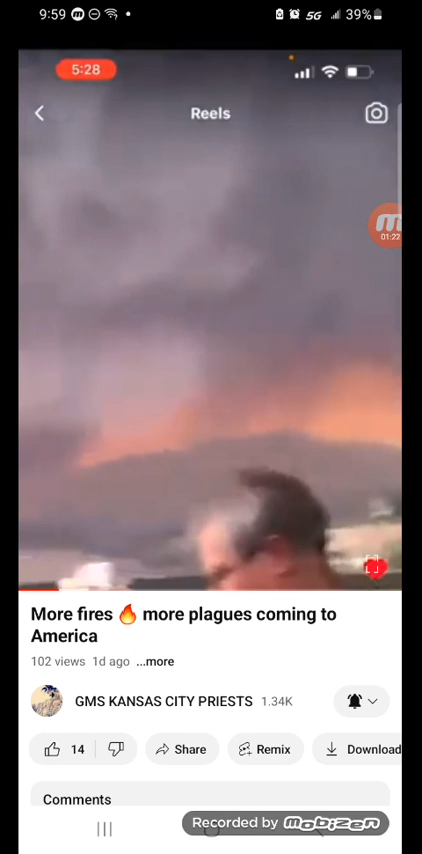 9:59
5G
39%
5:28
Reels
01:22
More fires 🔥 more plagues coming to
America
102 views 1d ago ...more
GMS KANSAS CITY PRIESTS 1.34K
14 Share Remix Download
Comments
Recorded by mobizen